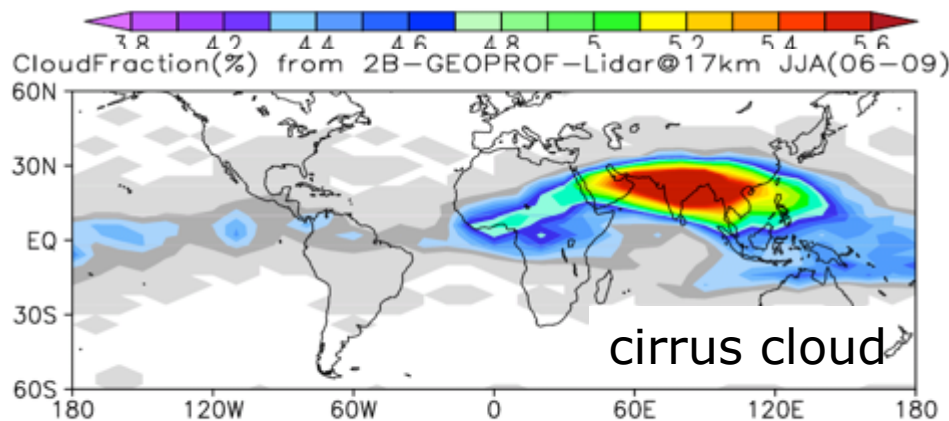 3.8 4.2 4.4 4.6 4.8 5 5.2 5.4 5.6
CloudFraction(%) from 2B-GEOPROF-Lidar@17km JJA(06-09)
60N
30N
EQ
30S
60S
cirrus cloud
180 120W 60W 0 60E 120E 180